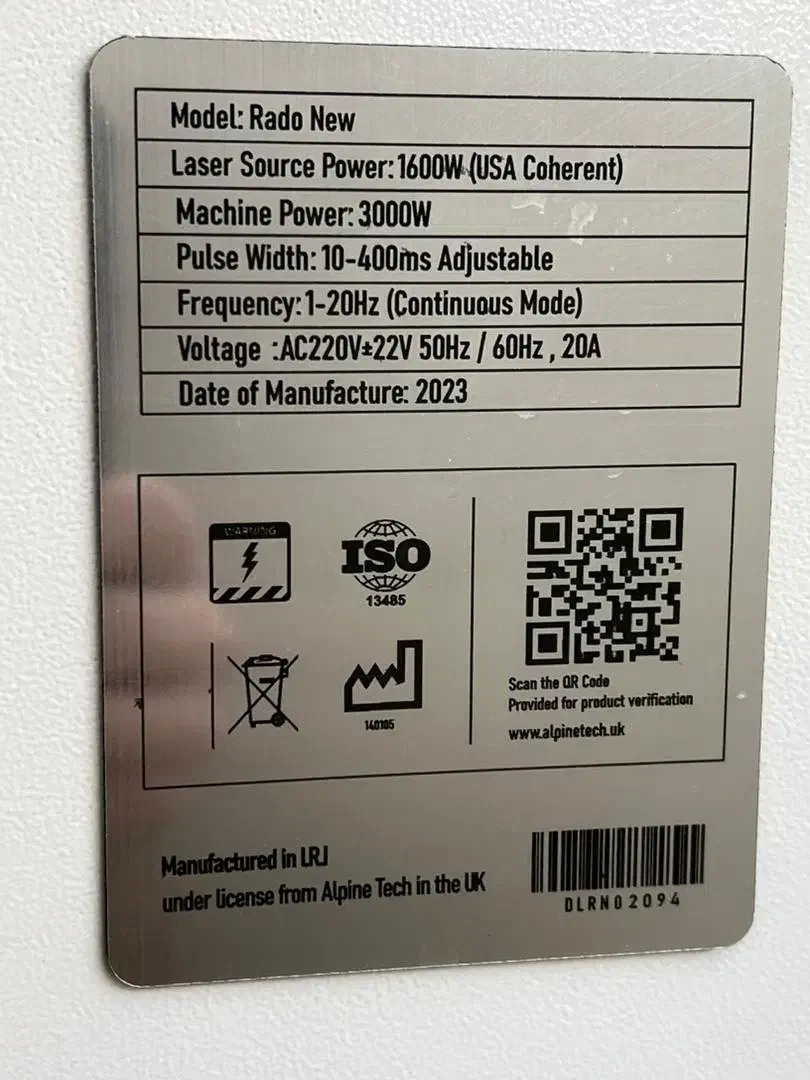 Model: Rado New
Laser Source Power: 1600W (USA Coherent)
Machine Power: 3000W
Pulse Width: 10-400ms Adjustable
Frequency: 1-20Hz (Continuous Mode)
Voltage : AC220V±22V 50Hz / 60Hz , 20A
Date of Manufacture: 2023
WARNING
ISO
13485
140105
Scan the QR Code
Provided for product verification
www.alpinetech.uk
Manufactured in LRJ
under license from Alpine Tech in the UK
DLRN02094